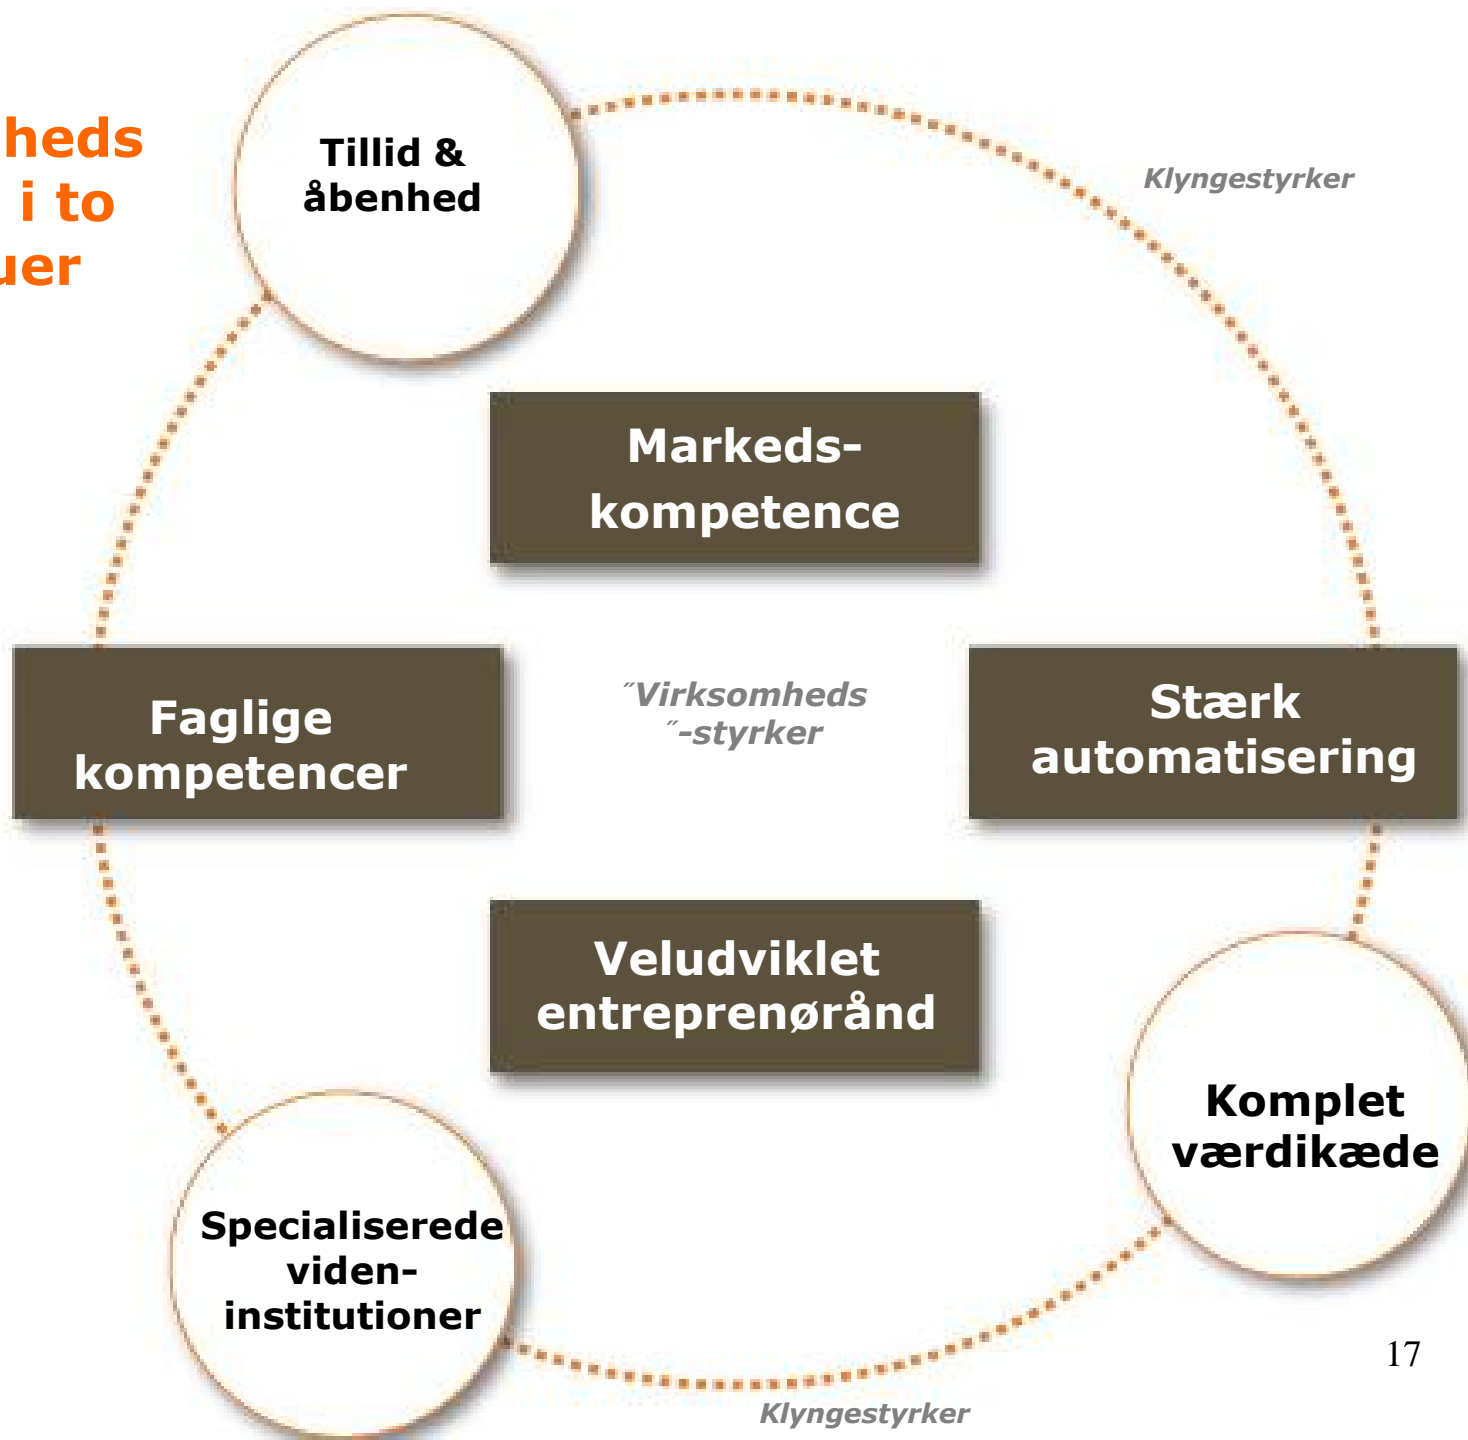 heds
i to
uer
Tillid &
åbenhed
Klyngestyrker
Markeds-
kompetence
Faglige
kompetencer
˝Virksomheds
˝-styrker
Stærk
automatisering
Veludviklet
entreprenørånd
Komplet
værdikæde
Specialiserede
viden-
institutioner
17
Klyngestyrker